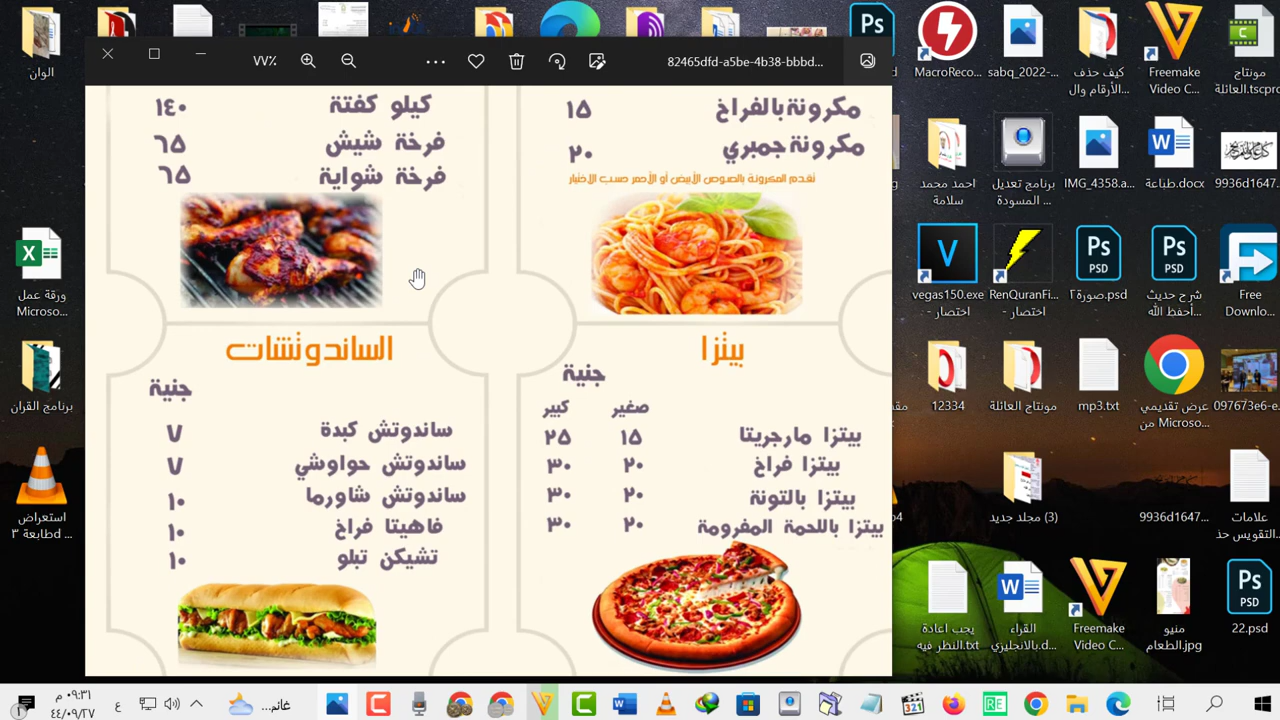 82465dfd-a5be-4b38-bbbd...
٧٧٪
مكرونة بالفراخ ١٥
مكرونة جمبري ٢٠
تقدم المكرونة بالصوص الأبيض أو الأحمر حسب الاختيار
كيلو كفتة ١٤٠
فرخة شيش ٦٥
فرخة شواية ٦٥
بيتزا
جنية
صغير كبير
بيتزا مارجريتا ١٥ ٢٥
بيتزا فراخ ٢٠ ٣٠
بيتزا بالتونة ٢٠ ٣٠
بيتزا باللحمة المفرومة ٢٠ ٣٠
الساندوتشات
جنية
ساندوتش كبدة ٧
ساندوتش حواوشي ٧
ساندوتش شاورما ١٠
فاهيتا فراخ ١٠
تشيكن تبلو ١٠
الوان
ورقة عمل
Microso...
برنامج القران
استعراض
لطابعة ٣ d...
MacroReco...
sabq_2022-...
كيف حذف
الأرقام وال...
Freemake
Video C...
مونتاج
العائلة.tscpro
احمد محمد
سلامة
برنامج تعديل
المسودة ...
IMG_4358.j...
طباعة.docx
9936d1647...
vegas150.exe
- اختصار
RenQuranFi...
- اختصار
صورة٢.psd
شرح حديث
احفظ الله...
Free
Downlo...
12334
مونتاج العائلة
mp3.txt
عرض تقديمي
من Microso...
097673e6-e...
مجلد جديد (3)
9936d1647...
علامات
التقويس حذ...
يجب اعادة
النظر فيه.txt
القراء
بالانجليزي.d...
Freemake
Video C...
منيو
الطعام.jpg
22.psd
غائم...
ع
٠٩:٣١ م